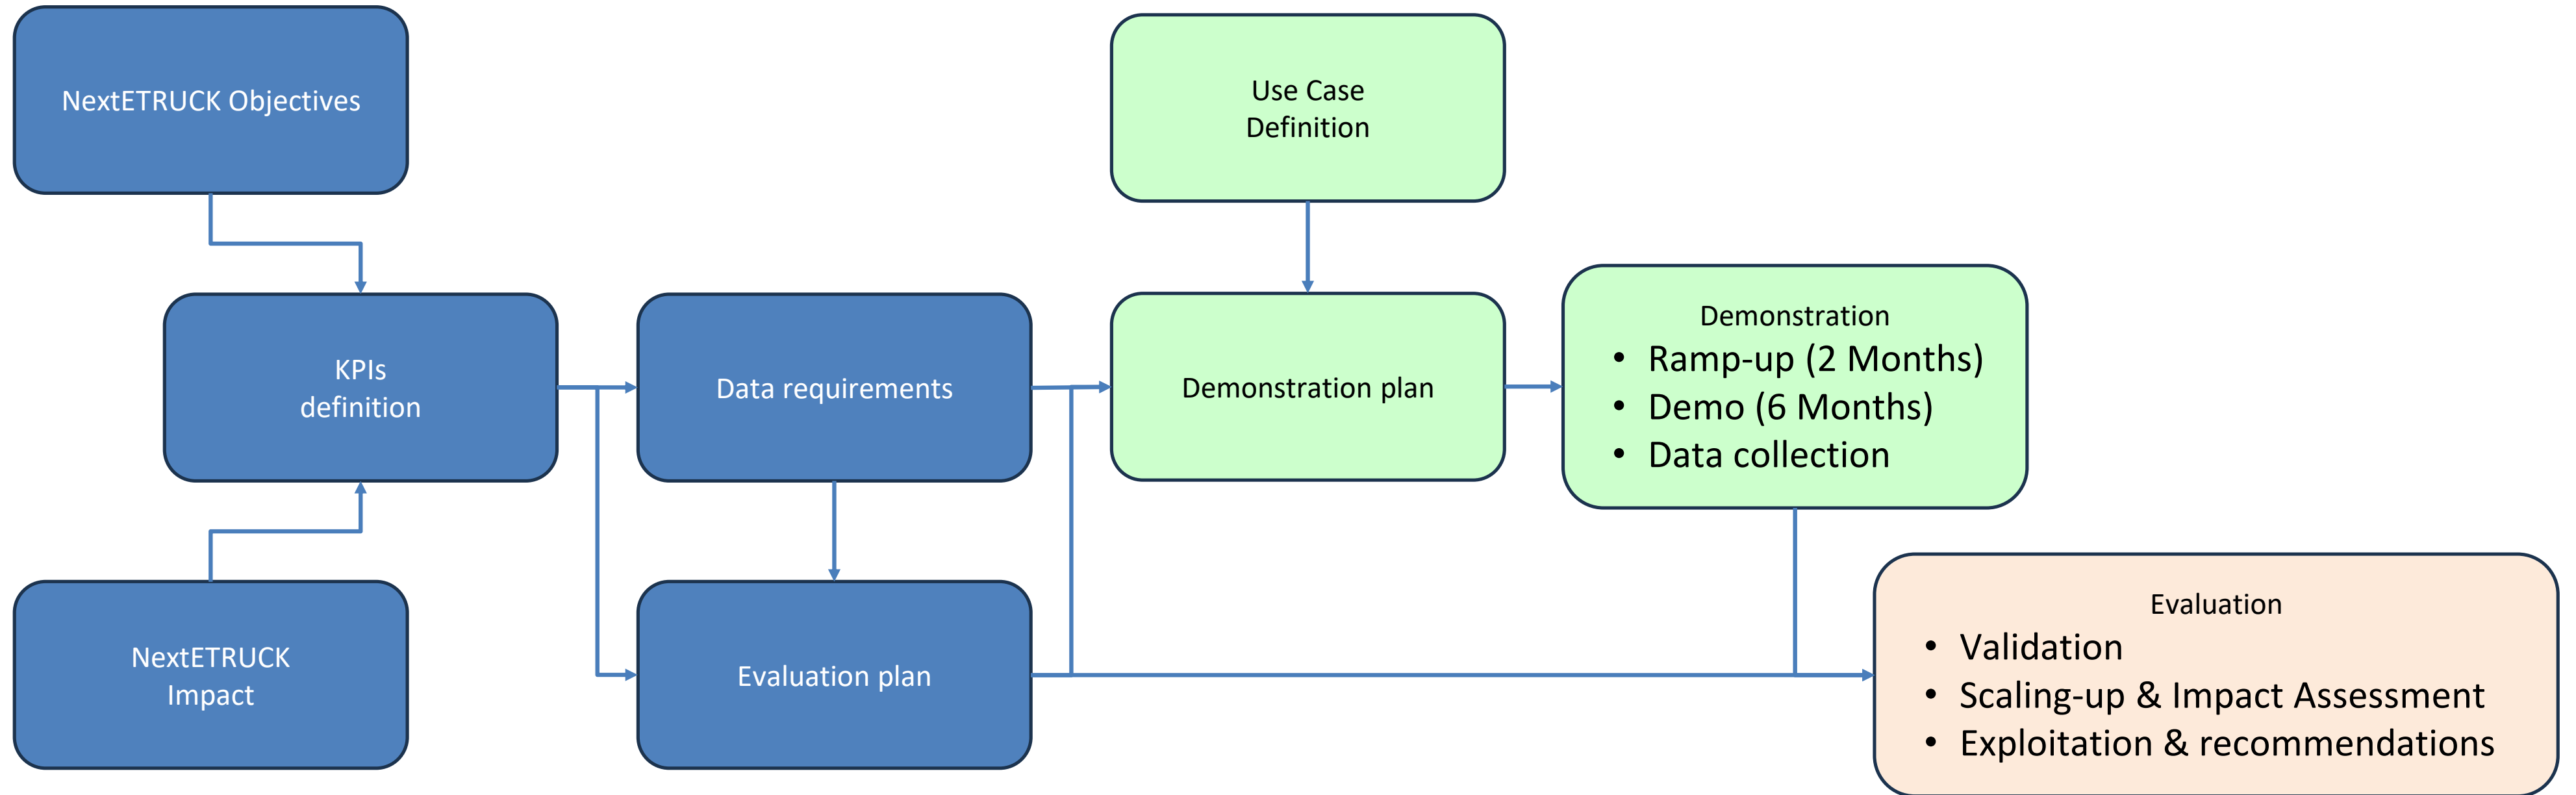 NextETRUCK Objectives
Use Case
Definition
KPIs
definition
Data requirements
Demonstration plan
Demonstration
• Ramp-up (2 Months)
• Demo (6 Months)
• Data collection
NextETRUCK
Impact
Evaluation plan
Evaluation
• Validation
• Scaling-up & Impact Assessment
• Exploitation & recommendations